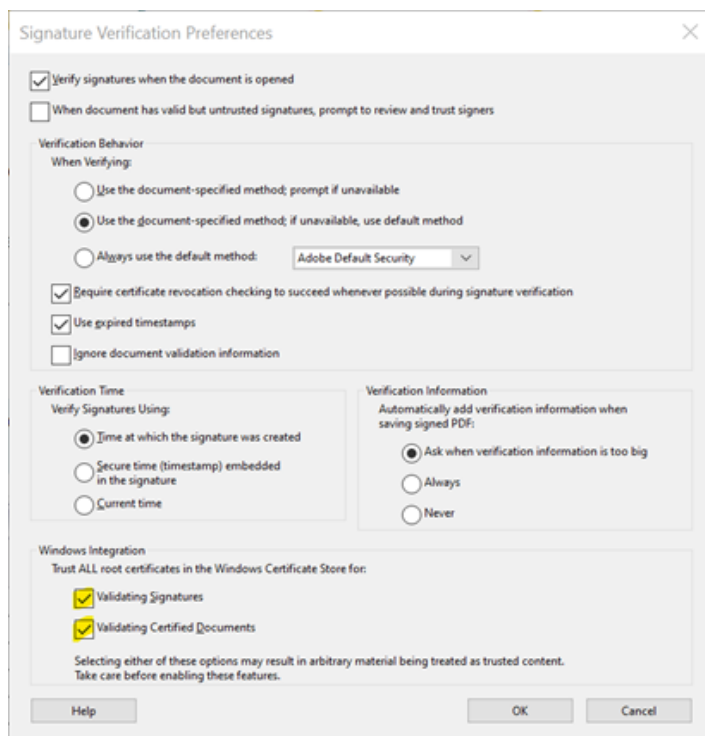 Signature Verification Preferences
Verify signatures when the document is opened
When document has valid but untrusted signatures, prompt to review and trust signers
Verification Behavior
When Verifying:
Use the document-specified method; prompt if unavailable
Use the document-specified method; if unavailable, use default method
Always use the default method:
Adobe Default Security
Require certificate revocation checking to succeed whenever possible during signature verification
Use expired timestamps
Ignore document validation information
Verification Time
Verify Signatures Using:
Time at which the signature was created
Secure time (timestamp) embedded
in the signature
Current time
Verification Information
Automatically add verification information when
saving signed PDF:
Ask when verification information is too big
Always
Never
Windows Integration
Trust ALL root certificates in the Windows Certificate Store for:
Validating Signatures
Validating Certified Documents
Selecting either of these options may result in arbitrary material being treated as trusted content.
Take care before enabling these features.
Help
OK
Cancel